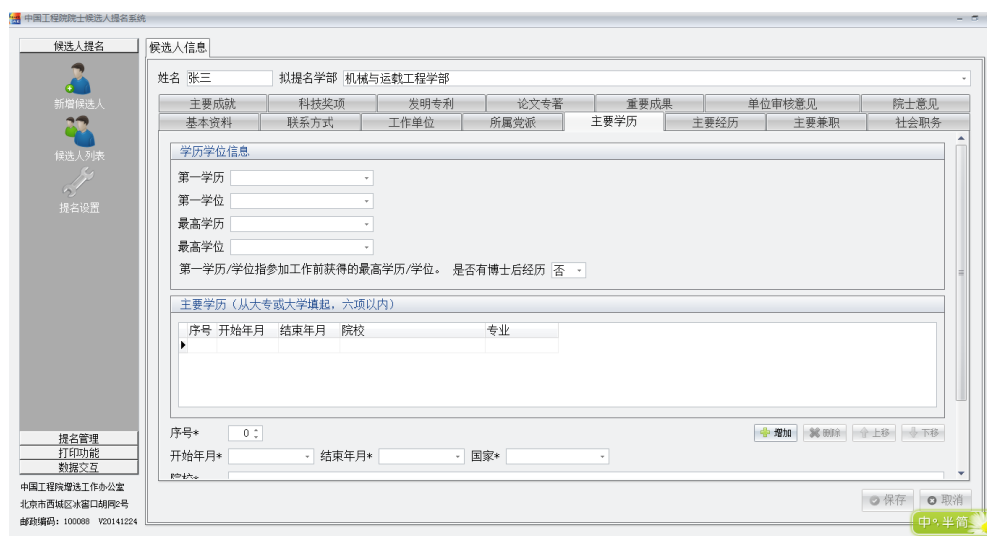 中国工程院院士候选人提名系统
候选人提名
新增候选人
候选人列表
提名设置
提名管理
打印功能
数据交互
中国工程院增选工作办公室
北京市西城区冰窖口胡同2号
邮政编码：100088 V20141224
候选人信息
姓名 张三 拟提名学部 机械与运载工程学部
主要成就 科技奖项 发明专利 论文专著 重要成果 单位审核意见 院士意见
基本资料 联系方式 工作单位 所属党派 主要学历 主要经历 主要兼职 社会职务
学历学位信息
第一学历
第一学位
最高学历
最高学位
第一学历/学位指参加工作前获得的最高学历/学位。 是否有博士后经历 否
主要学历（从大专或大学填起，六项以内）
序号 开始年月 结束年月 院校 专业
序号* 0 增加 删除 上移 下移
开始年月* 结束年月* 国家*
院校*
保存 取消
中°半简